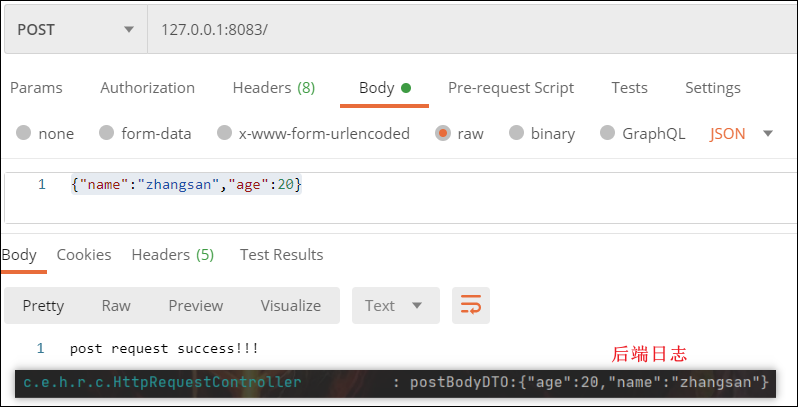 POST 127.0.0.1:8083/
Params Authorization Headers (8) Body Pre-request Script Tests Settings
none form-data x-www-form-urlencoded raw binary GraphQL JSON
1 {"name":"zhangsan","age":20}
Body Cookies Headers (5) Test Results
Pretty Raw Preview Visualize Text
1 post request success!!!
后端日志
c.e.h.r.c.HttpRequestController : postBodyDTO:{"age":20,"name":"zhangsan"}